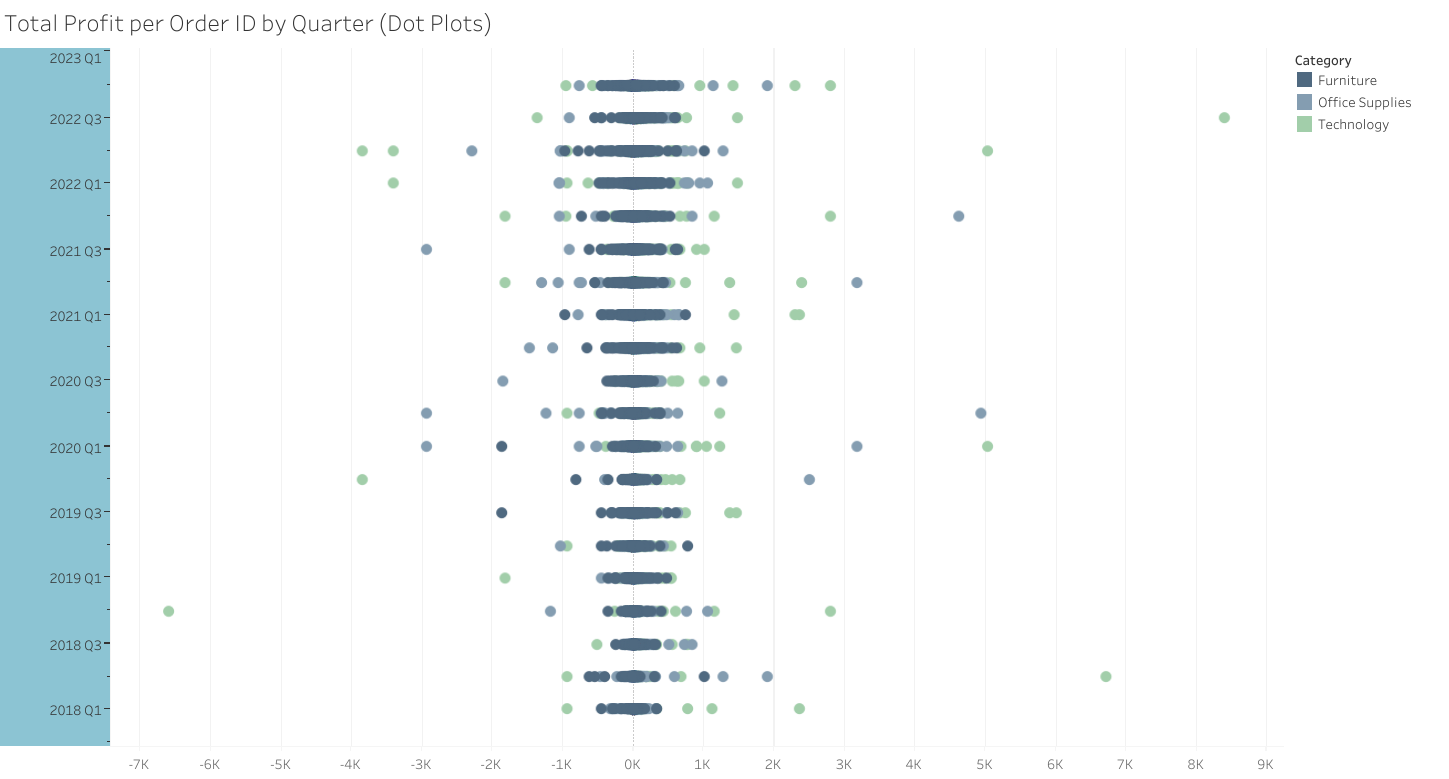 Total Profit per Order ID by Quarter (Dot Plots)
Category
Furniture
Office Supplies
Technology
2023 Q1
2022 Q3
2022 Q1
2021 Q3
2021 Q1
2020 Q3
2020 Q1
2019 Q3
2019 Q1
2018 Q3
2018 Q1
-7K -6K -5K -4K -3K -2K -1K 0K 1K 2K 3K 4K 5K 6K 7K 8K 9K